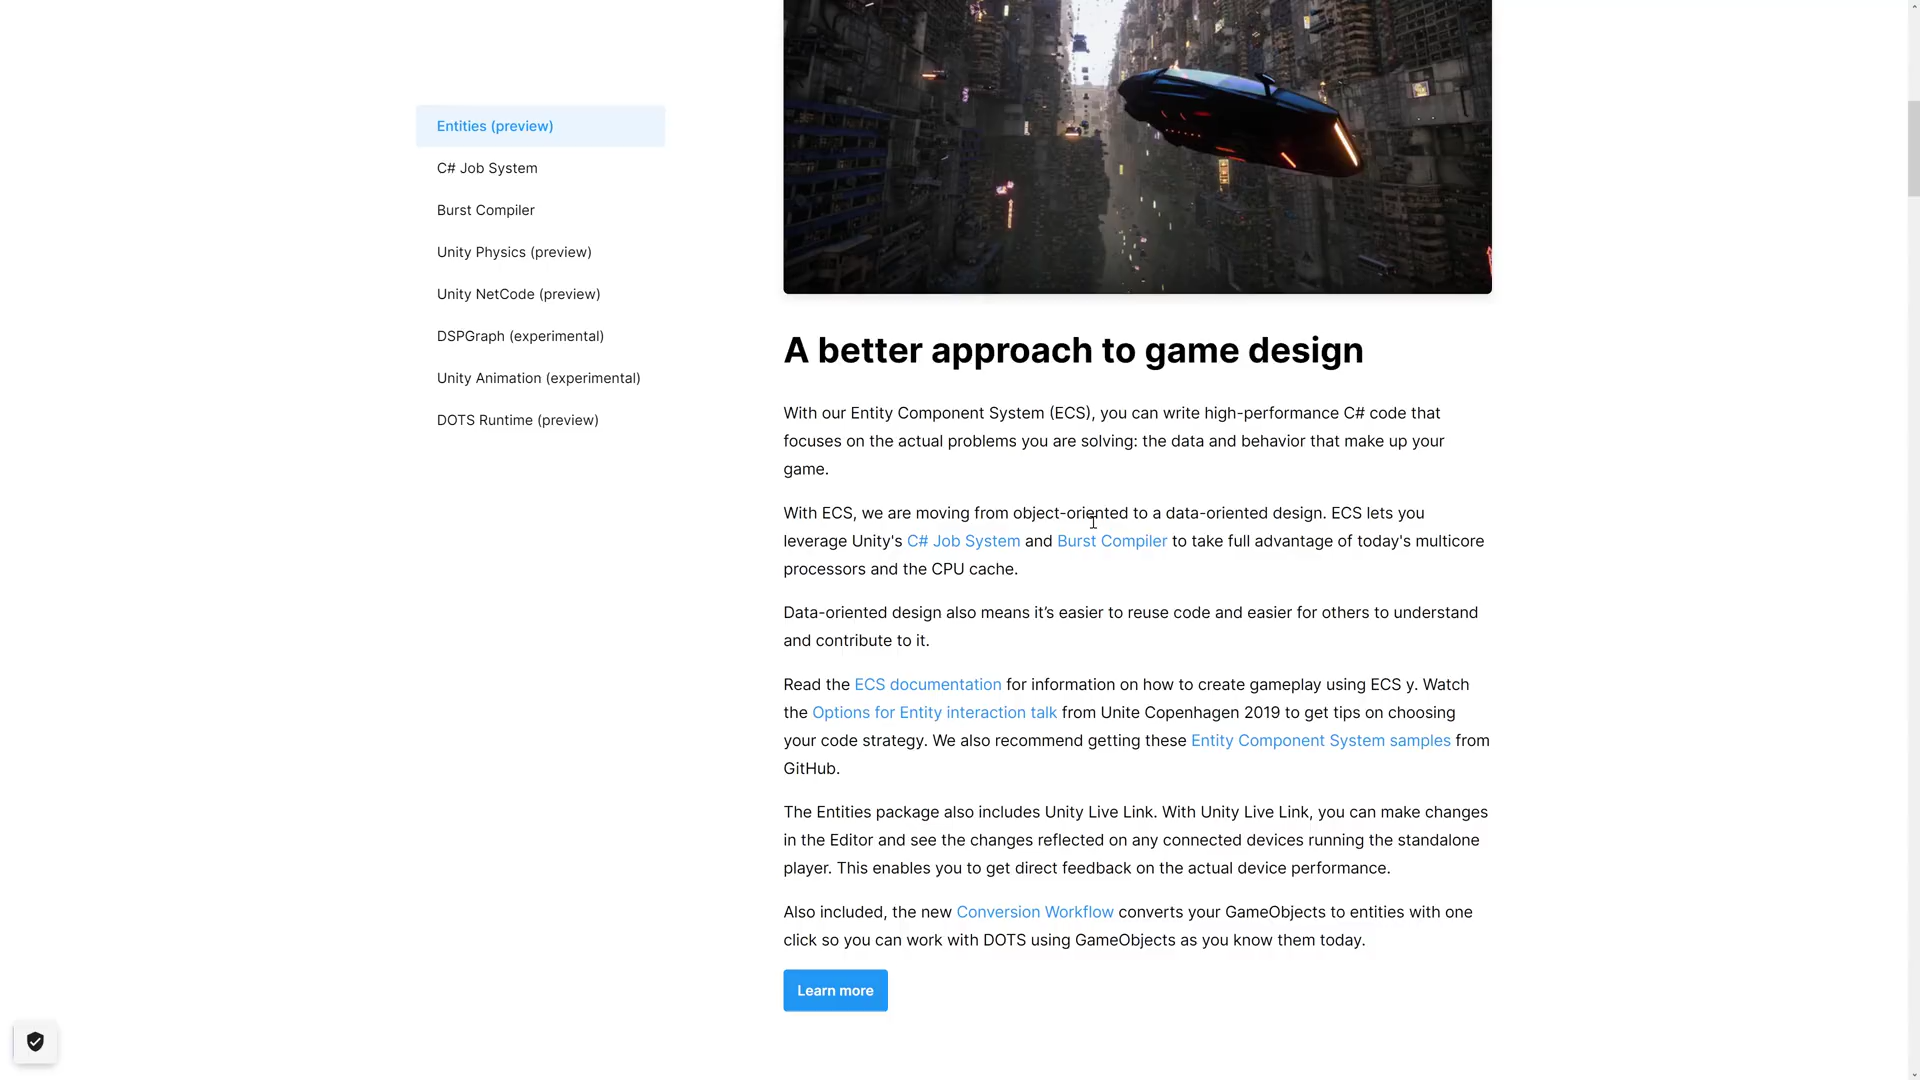 Entities (preview)
C# Job System
Burst Compiler
Unity Physics (preview)
Unity NetCode (preview)
DSPGraph (experimental)
Unity Animation (experimental)
DOTS Runtime (preview)
A better approach to game design
With our Entity Component System (ECS), you can write high-performance C# code that
focuses on the actual problems you are solving: the data and behavior that make up your
game.
With ECS, we are moving from object-oriented to a data-oriented design. ECS lets you
leverage Unity's C# Job System and Burst Compiler to take full advantage of today's multicore
processors and the CPU cache.
Data-oriented design also means it’s easier to reuse code and easier for others to understand
and contribute to it.
Read the ECS documentation for information on how to create gameplay using ECS y. Watch
the Options for Entity interaction talk from Unite Copenhagen 2019 to get tips on choosing
your code strategy. We also recommend getting these Entity Component System samples from
GitHub.
The Entities package also includes Unity Live Link. With Unity Live Link, you can make changes
in the Editor and see the changes reflected on any connected devices running the standalone
player. This enables you to get direct feedback on the actual device performance.
Also included, the new Conversion Workflow converts your GameObjects to entities with one
click so you can work with DOTS using GameObjects as you know them today.
Learn more